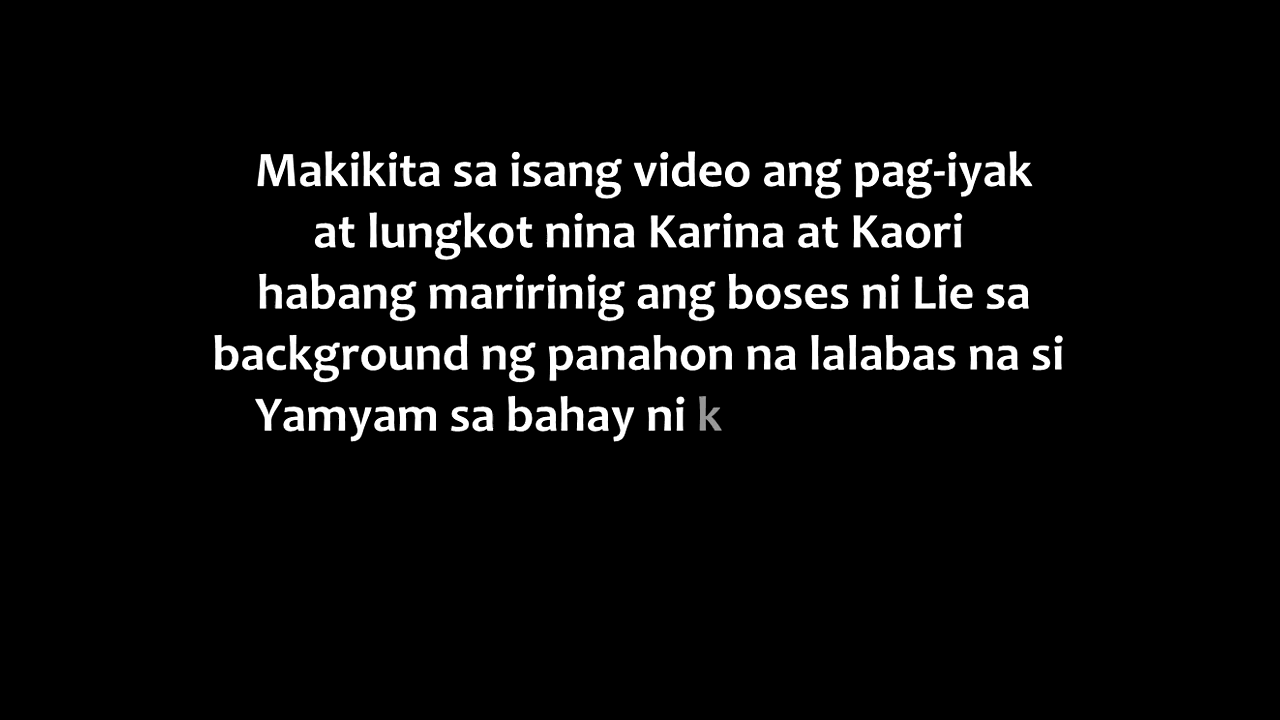 Makikita sa isang video ang pag-iyak
at lungkot nina Karina at Kaori
habang maririnig ang boses ni Lie sa
background ng panahon na lalabas na si
Yamyam sa bahay ni k